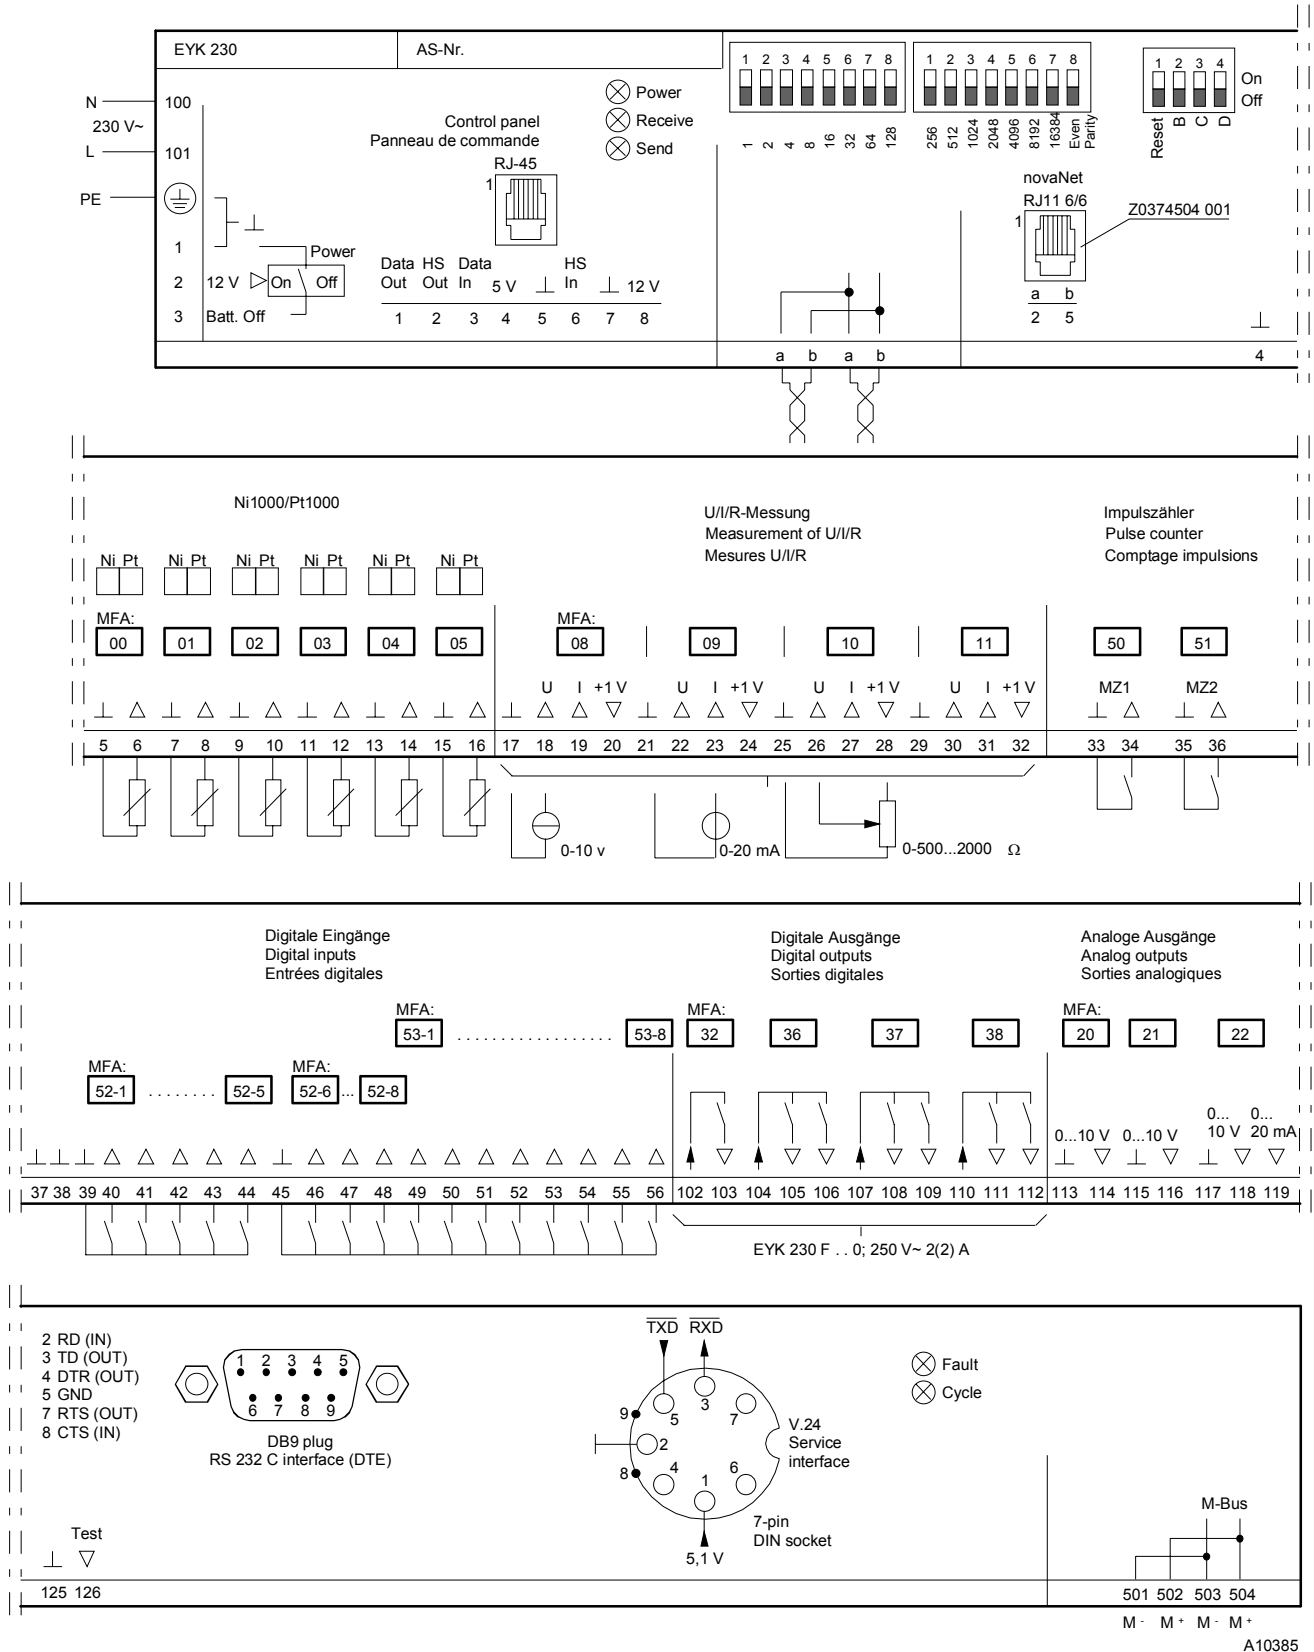 EYK 230
AS-Nr.
1 2 3 4 5 6 7 8
1 2 3 4 5 6 7 8
1 2 3 4
On
Off
1 2 4 8 16 32 64 128
256 512 1024 2048 4096 8192 16384 Even Parity
Reset B C D
N
230 V~
L
PE
100
101
1
2
3
Power
Receive
Send
Control panel
Panneau de commande
RJ-45
1
Power
12 V
On
Off
Batt. Off
Data Out
HS Out
Data In
5 V
⊥
HS In
⊥
12 V
1 2 3 4 5 6 7 8
novaNet
RJ11 6/6
1
Z0374504 001
a b
2 5
a b a b
⊥
4
Ni1000/Pt1000
U/I/R-Messung
Measurement of U/I/R
Mesures U/I/R
Impulszähler
Pulse counter
Comptage impulsions
Ni Pt Ni Pt Ni Pt Ni Pt Ni Pt Ni Pt
MFA:
MFA:
00 01 02 03 04 05 08 09 10 11 50 51
U I +1 V U I +1 V U I +1 V U I +1 V MZ1 MZ2
5 6 7 8 9 10 11 12 13 14 15 16 17 18 19 20 21 22 23 24 25 26 27 28 29 30 31 32 33 34 35 36
0-10 v
0-20 mA
0-500...2000 Ω
Digitale Eingänge
Digital inputs
Entrées digitales
Digitale Ausgänge
Digital outputs
Sorties digitales
Analoge Ausgänge
Analog outputs
Sorties analogiques
MFA:
53-1 .................. 53-8
MFA:
32 36 37 38
MFA:
20 21 22
MFA:
52-1 ........ 52-5
MFA:
52-6 ... 52-8
0...10 V 0...10 V
0...
10 V
0...
20 mA
37 38 39 40 41 42 43 44 45 46 47 48 49 50 51 52 53 54 55 56 102 103 104 105 106 107 108 109 110 111 112 113 114 115 116 117 118 119
EYK 230 F . . 0; 250 V~ 2(2) A
2 RD (IN)
3 TD (OUT)
4 DTR (OUT)
5 GND
7 RTS (OUT)
8 CTS (IN)
1 2 3 4 5
6 7 8 9
DB9 plug
RS 232 C interface (DTE)
TXD RXD
9
5
3
7
2
8
4
1
6
V.24
Service
interface
7-pin
DIN socket
5,1 V
Fault
Cycle
M-Bus
Test
125 126
501 502 503 504
M - M + M - M +
A10385